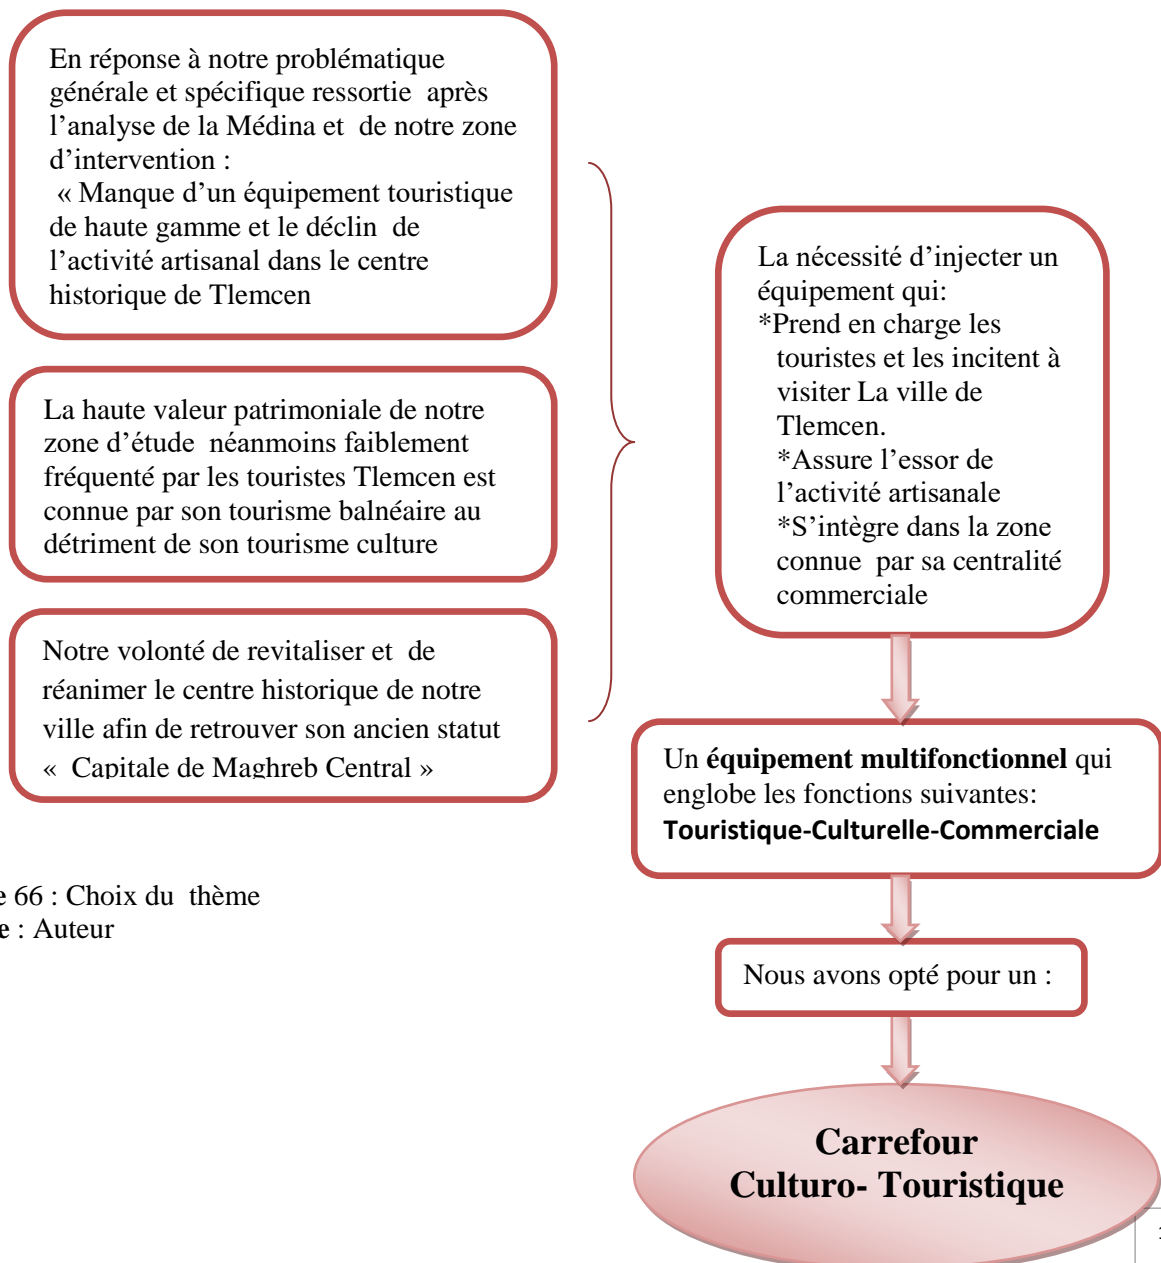 En réponse à notre problématique
générale et spécifique ressortie après
l’analyse de la Médina et de notre zone
d’intervention :
« Manque d’un équipement touristique
de haute gamme et le déclin de
l’activité artisanal dans le centre
historique de Tlemcen
La haute valeur patrimoniale de notre
zone d’étude néanmoins faiblement
fréquenté par les touristes Tlemcen est
connue par son tourisme balnéaire au
détriment de son tourisme culture
Notre volonté de revitaliser et de
réanimer le centre historique de notre
ville afin de retrouver son ancien statut
« Capitale de Maghreb Central »
La nécessité d’injecter un
équipement qui:
*Prend en charge les
touristes et les incitent à
visiter La ville de
Tlemcen.
*Assure l’essor de
l’activité artisanale
*S’intègre dans la zone
connue par sa centralité
commerciale
Un équipement multifonctionnel qui
englobe les fonctions suivantes:
Touristique-Culturelle-Commerciale
Nous avons opté pour un :
Carrefour
Culturo- Touristique
e 66 : Choix du thème
e : Auteur